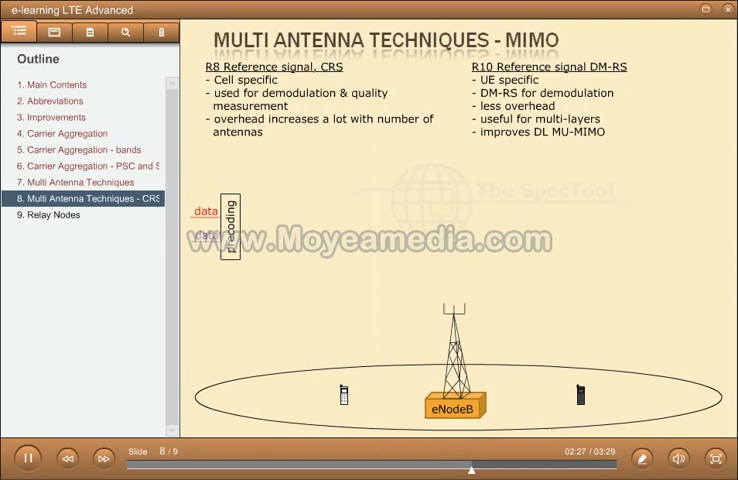 e-learning LTE Advanced
Outline
1. Main Contents
2. Abbreviations
3. Improvements
4. Carrier Aggregation
5. Carrier Aggregation - bands
6. Carrier Aggregation - PSC and S
7. Multi Antenna Techniques
8. Multi Antenna Techniques - CRS
9. Relay Nodes
MULTI ANTENNA TECHNIQUES - MIMO
R8 Reference signal, CRS
- Cell specific
- used for demodulation & quality
measurement
- overhead increases a lot with number of
antennas
R10 Reference signal DM-RS
- UE specific
- DM-RS for demodulation
- less overhead
- useful for multi-layers
- improves DL MU-MIMO
The SpecTool
data
data
precoding
www.Moyeamedia.com
eNodeB
Slide 8 / 9
02:27 / 03:29